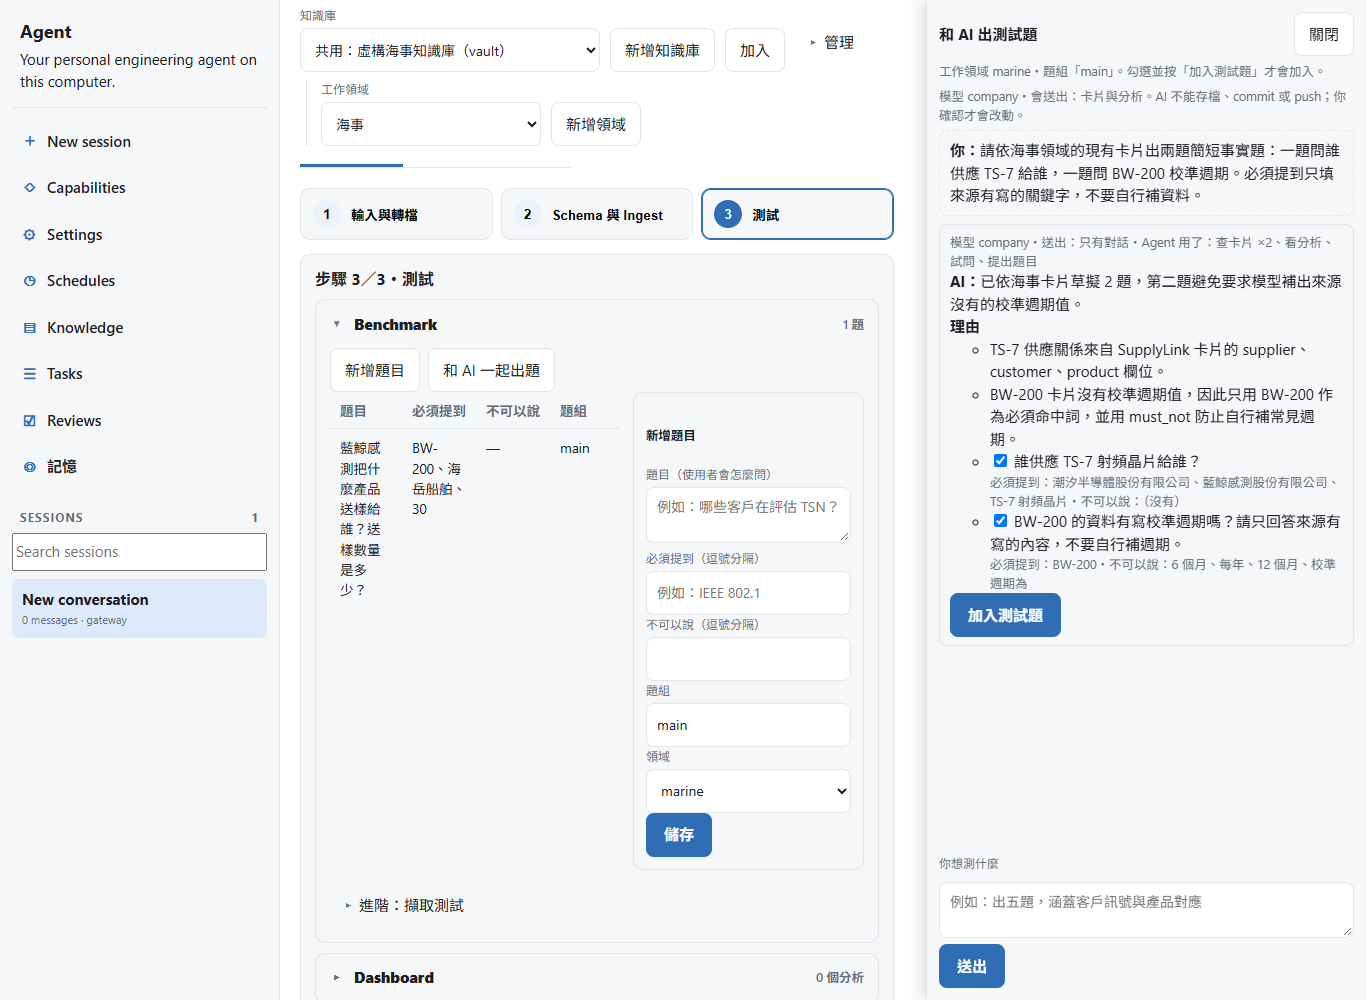 Agent
Your personal engineering agent on
this computer.
New session
Capabilities
Settings
Schedules
Knowledge
Tasks
Reviews
記憶
SESSIONS 1
Search sessions
New conversation
0 messages · gateway
知識庫
共用：虛構海事知識庫（vault）
新增知識庫
加入
管理
工作領域
海事
新增領域
1 輸入與轉檔
2 Schema 與 Ingest
3 測試
步驟 3／3・測試
Benchmark 1 題
新增題目
和 AI 一起出題
題目 必須提到 不可以說 題組
藍鯨感 BW- — main
測把什 200、海
麼產品 岳船舶、
送樣給 30
誰？送
樣數量
是多
少？
新增題目
題目（使用者會怎麼問）
例如：哪些客戶在評估 TSN？
必須提到（逗號分隔）
例如：IEEE 802.1
不可以說（逗號分隔）
題組
main
領域
marine
儲存
進階：擷取測試
Dashboard 0 個分析
和 AI 出測試題
關閉
工作領域 marine・題組「main」。勾選並按「加入測試題」才會加入。
模型 company・會送出：卡片與分析。AI 不能存檔、commit 或 push；你
確認才會改動。
你：請依海事領域的現有卡片出兩題簡短事實題：一題問誰
供應 TS-7 給誰，一題問 BW-200 校準週期。必須提到只填
來源有寫的關鍵字，不要自行補資料。
模型 company・送出：只有對話・Agent 用了：查卡片 ×2、看分析、
試問、提出題目
AI：已依海事卡片草擬 2 題，第二題避免要求模型補出來源
沒有的校準週期值。
理由
TS-7 供應關係來自 SupplyLink 卡片的 supplier、
customer、product 欄位。
BW-200 卡片沒有校準週期值，因此只用 BW-200 作
為必須命中詞，並用 must_not 防止自行補常見週
期。
誰供應 TS-7 射頻晶片給誰？
必須提到：潮汐半導體股份有限公司、藍鯨感測股份有限公司、
TS-7 射頻晶片・不可以說：（沒有）
BW-200 的資料有寫校準週期嗎？請只回答來源有
寫的內容，不要自行補週期。
必須提到：BW-200・不可以說：6 個月、每年、12 個月、校準
週期為
加入測試題
你想測什麼
例如：出五題，涵蓋客戶訊號與產品對應
送出